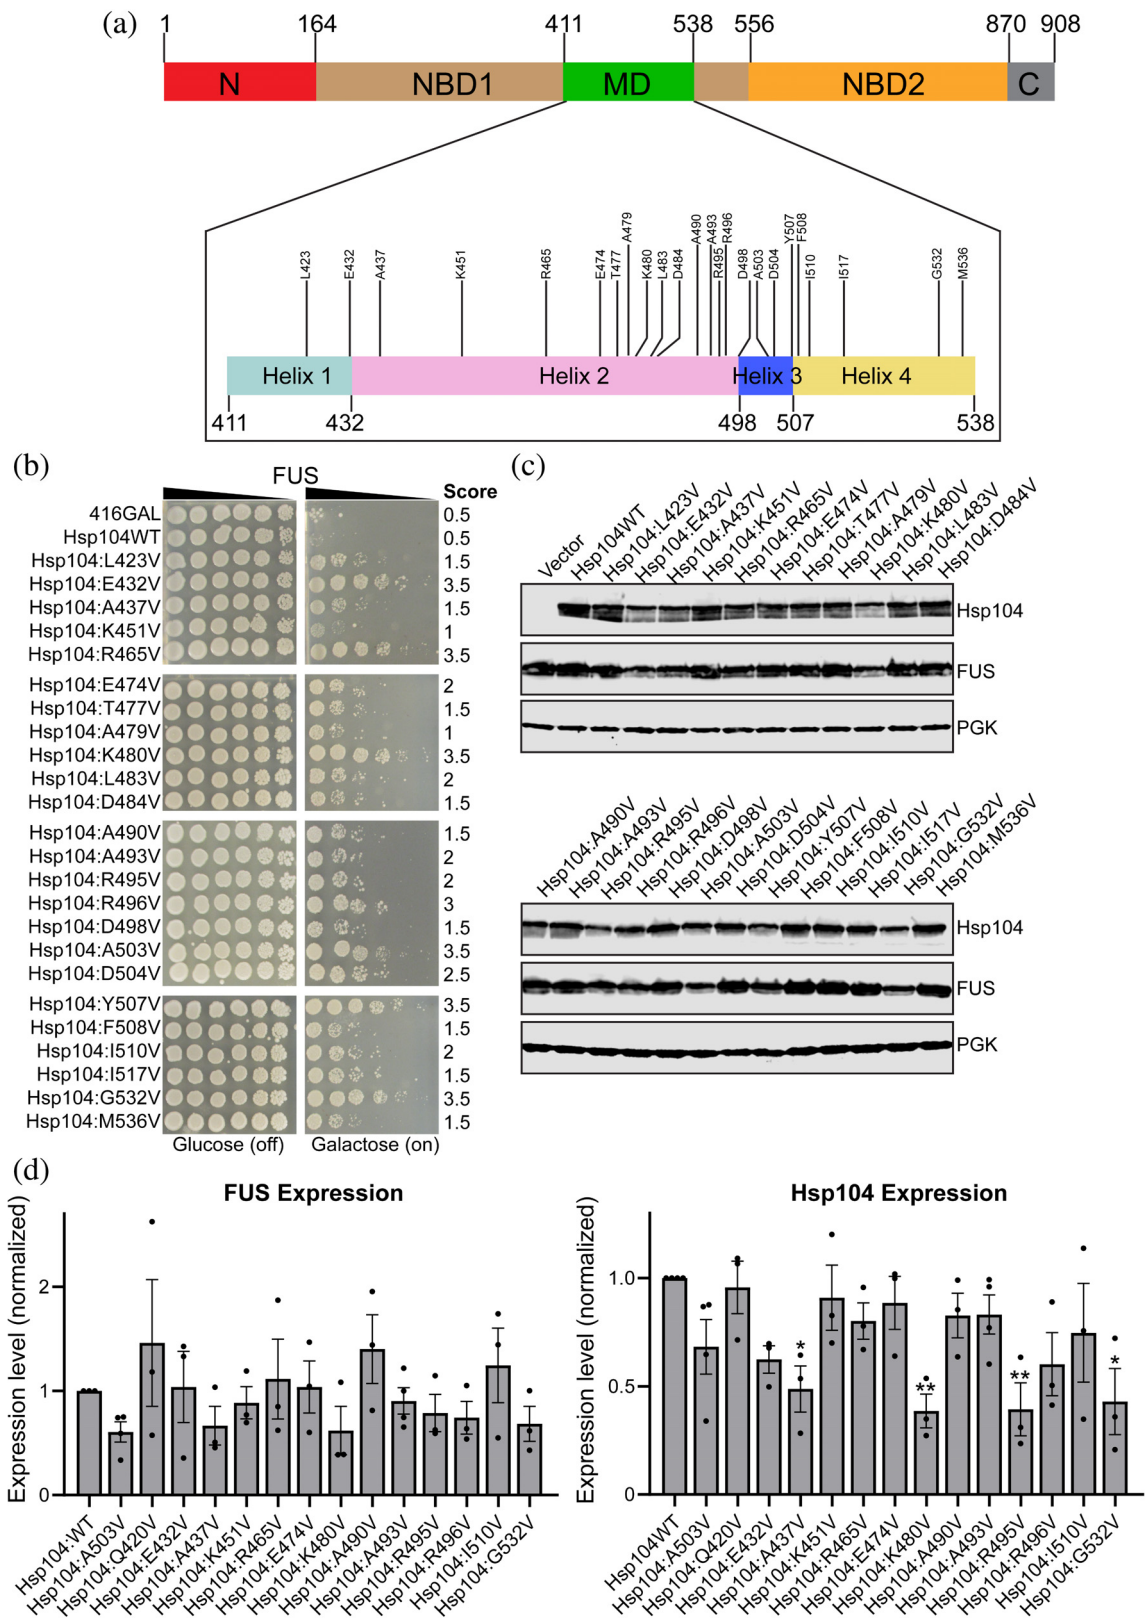 (a)
1 164 411 538 556 870 908
N NBD1 MD NBD2 C
L423 E432 A437 K451 R465 E474 T477 A479 K480 L483 D484 A490 A493 R495 R496 D498 A503 D504 Y507 F508 I510 I517 G532 M536
Helix 1 Helix 2 Helix 3 Helix 4
411 432 498 507 538
(b)
FUS
Score
416GAL 0.5
Hsp104WT 0.5
Hsp104:L423V 1.5
Hsp104:E432V 3.5
Hsp104:A437V 1.5
Hsp104:K451V 1
Hsp104:R465V 3.5
Hsp104:E474V 2
Hsp104:T477V 1.5
Hsp104:A479V 1
Hsp104:K480V 3.5
Hsp104:L483V 2
Hsp104:D484V 1.5
Hsp104:A490V 1.5
Hsp104:A493V 2
Hsp104:R495V 2
Hsp104:R496V 3
Hsp104:D498V 1.5
Hsp104:A503V 3.5
Hsp104:D504V 2.5
Hsp104:Y507V 3.5
Hsp104:F508V 1.5
Hsp104:I510V 2
Hsp104:I517V 1.5
Hsp104:G532V 3.5
Hsp104:M536V 1.5
Glucose (off) Galactose (on)
(c)
Vector
Hsp104WT
Hsp104:L423V
Hsp104:E432V
Hsp104:A437V
Hsp104:K451V
Hsp104:R465V
Hsp104:E474V
Hsp104:T477V
Hsp104:A479V
Hsp104:K480V
Hsp104:L483V
Hsp104:D484V
Hsp104
FUS
PGK
Hsp104:A490V
Hsp104:A493V
Hsp104:R495V
Hsp104:R496V
Hsp104:D498V
Hsp104:A503V
Hsp104:D504V
Hsp104:Y507V
Hsp104:F508V
Hsp104:I510V
Hsp104:I517V
Hsp104:G532V
Hsp104:M536V
Hsp104
FUS
PGK
(d)
FUS Expression
Expression level (normalized)
2
1
0
Hsp104:WT
Hsp104:A503V
Hsp104:Q420V
Hsp104:E432V
Hsp104:A437V
Hsp104:K451V
Hsp104:R465V
Hsp104:E474V
Hsp104:K480V
Hsp104:A490V
Hsp104:A493V
Hsp104:R495V
Hsp104:R496V
Hsp104:I510V
Hsp104:G532V
Hsp104 Expression
Expression level (normalized)
1.0
0.5
0
* ** ** *
Hsp104WT
Hsp104:A503V
Hsp104:Q420V
Hsp104:E432V
Hsp104:A437V
Hsp104:K451V
Hsp104:R465V
Hsp104:E474V
Hsp104:K480V
Hsp104:A490V
Hsp104:A493V
Hsp104:R495V
Hsp104:R496V
Hsp104:I510V
Hsp104:G532V